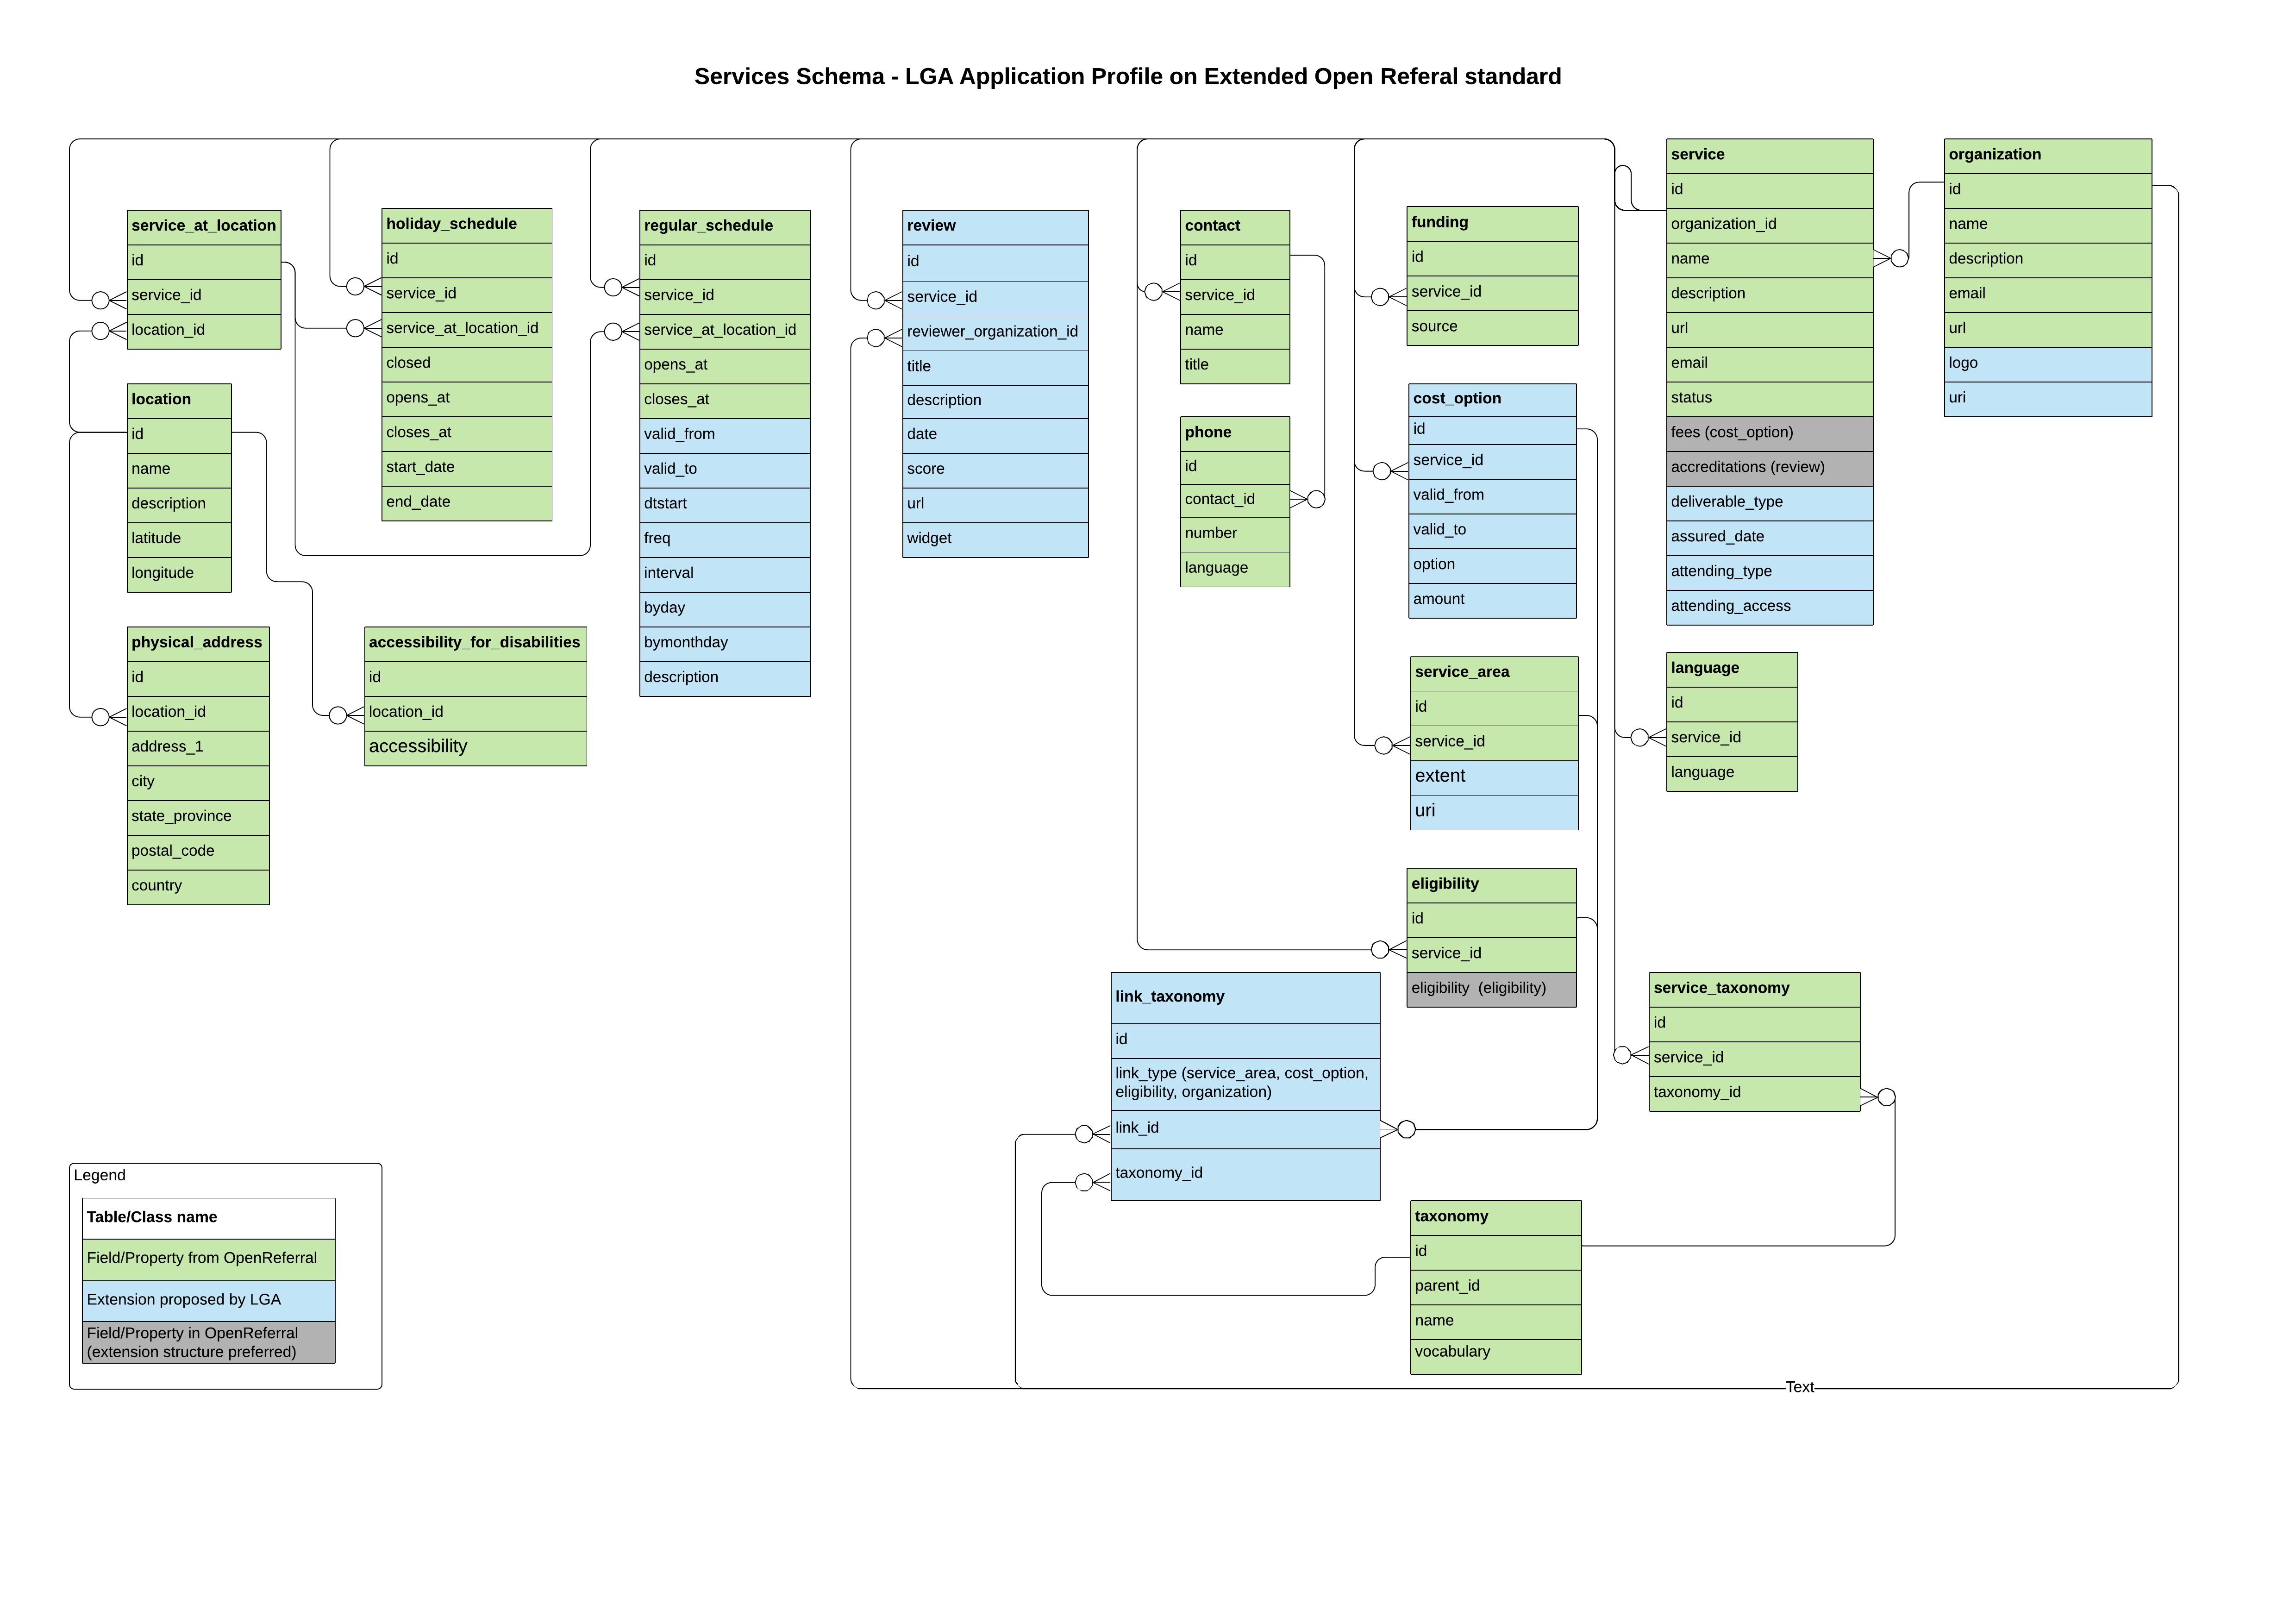 Services Schema - LGA Application Profile on Extended Open Referal standard
service_at_location
id
service_id
location_id
location
id
name
description
latitude
longitude
physical_address
id
location_id
address_1
city
state_province
postal_code
country
holiday_schedule
id
service_id
service_at_location_id
closed
opens_at
closes_at
start_date
end_date
accessibility_for_disabilities
id
location_id
accessibility
regular_schedule
id
service_id
service_at_location_id
opens_at
closes_at
valid_from
valid_to
dtstart
freq
interval
byday
bymonthday
description
review
id
service_id
reviewer_organization_id
title
description
date
score
url
widget
contact
id
service_id
name
title
phone
id
contact_id
number
language
funding
id
service_id
source
cost_option
id
service_id
valid_from
valid_to
option
amount
service_area
id
service_id
extent
uri
eligibility
id
service_id
eligibility  (eligibility)
link_taxonomy
id
link_type (service_area, cost_option,
eligibility, organization)
link_id
taxonomy_id
taxonomy
id
parent_id
name
vocabulary
service
id
organization_id
name
description
url
email
status
fees (cost_option)
accreditations (review)
deliverable_type
assured_date
attending_type
attending_access
language
id
service_id
language
service_taxonomy
id
service_id
taxonomy_id
organization
id
name
description
email
url
logo
uri
Text
Legend
Table/Class name
Field/Property from OpenReferral
Extension proposed by LGA
Field/Property in OpenReferral
(extension structure preferred)